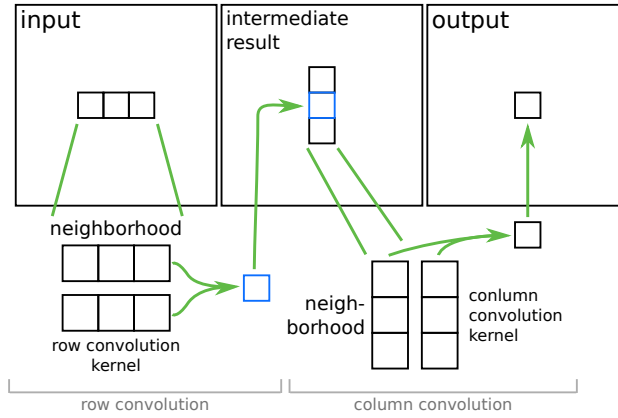 input
intermediate
result
output
neighborhood
row convolution
kernel
neigh-
borhood
conlumn
convolution
kernel
row convolution
column convolution